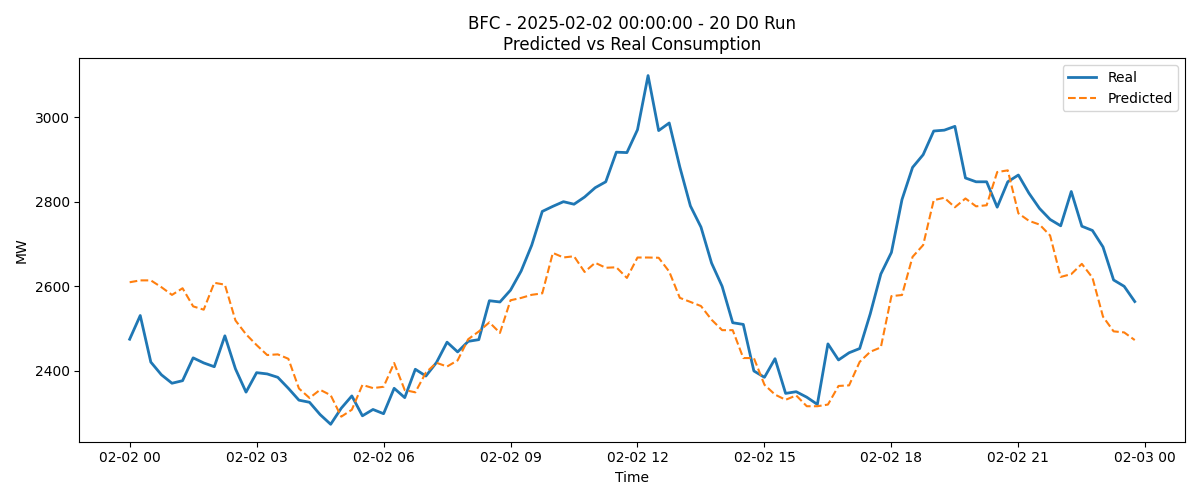 BFC - 2025-02-02 00:00:00 - 20 D0 Run
Predicted vs Real Consumption
Real
Predicted
MW
3000
2800
2600
2400
02-02 00
02-02 03
02-02 06
02-02 09
02-02 12
02-02 15
02-02 18
02-02 21
02-03 00
Time